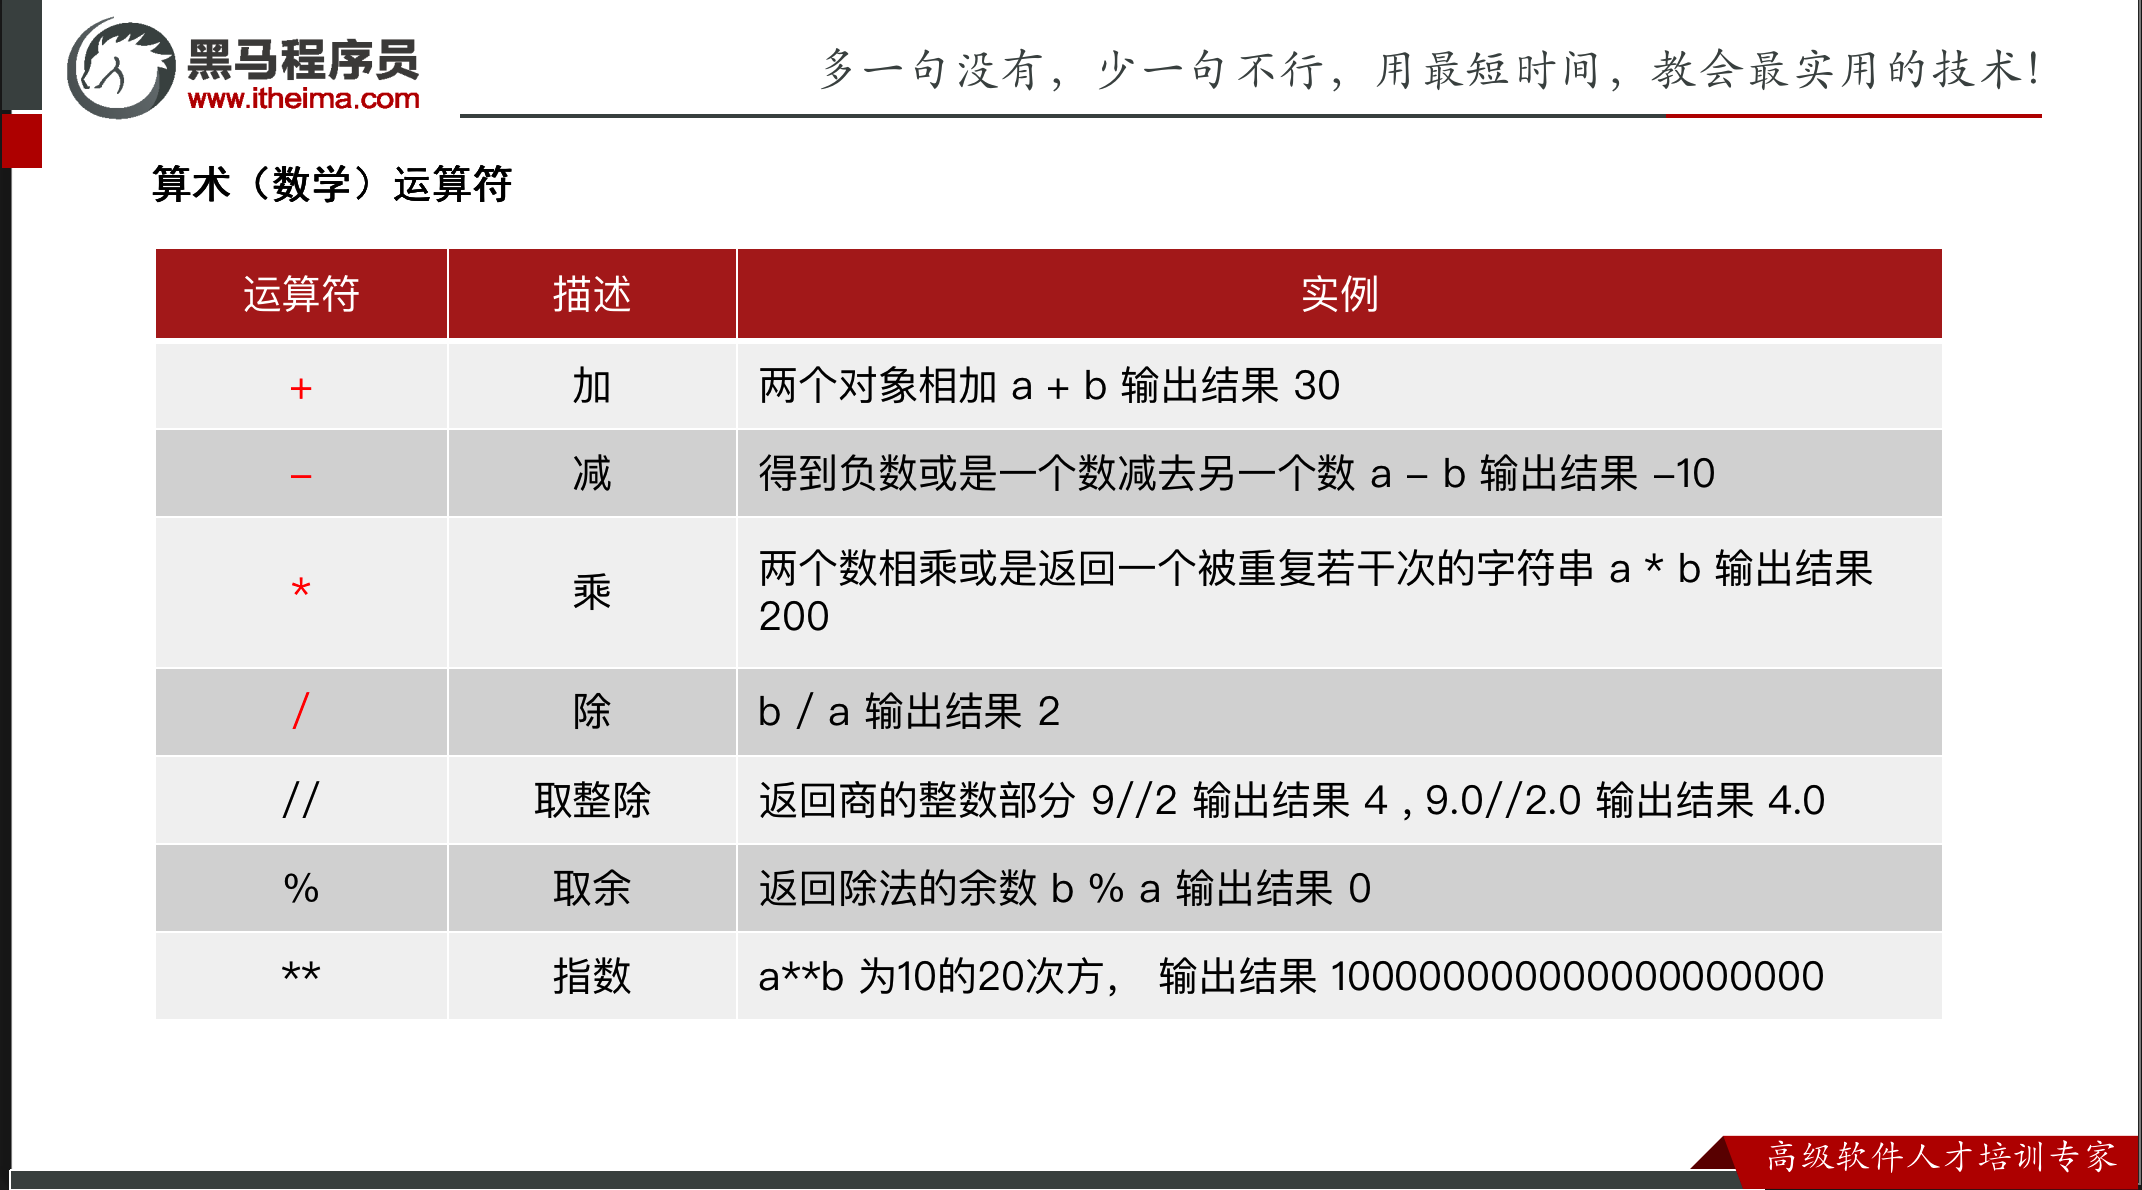 黑马程序员
www.itheima.com
多一句没有，少一句不行，用最短时间，教会最实用的技术！
算术（数学）运算符
运算符 描述 实例
+ 加 两个对象相加 a + b 输出结果 30
- 减 得到负数或是一个数减去另一个数 a - b 输出结果 -10
* 乘 两个数相乘或是返回一个被重复若干次的字符串 a * b 输出结果
200
/ 除 b / a 输出结果 2
// 取整除 返回商的整数部分 9//2 输出结果 4 , 9.0//2.0 输出结果 4.0
% 取余 返回除法的余数 b % a 输出结果 0
** 指数 a**b 为10的20次方， 输出结果 100000000000000000000
高级软件人才培训专家